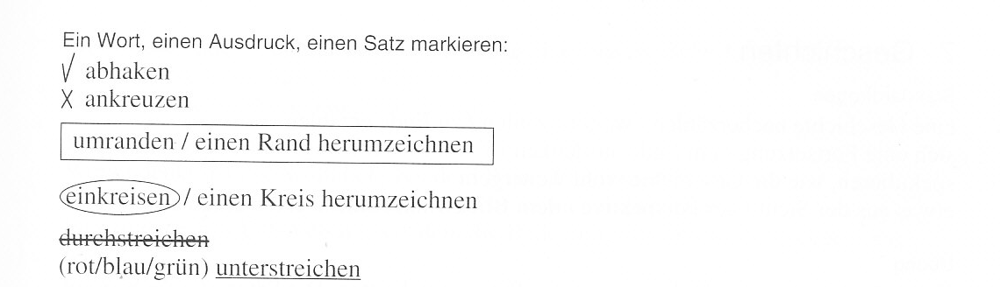 Ein Wort, einen Ausdruck, einen Satz markieren:
√ abhaken
X ankreuzen
umranden / einen Rand herumzeichnen
einkreisen / einen Kreis herumzeichnen
durchstreichen
(rot/blau/grün) unterstreichen